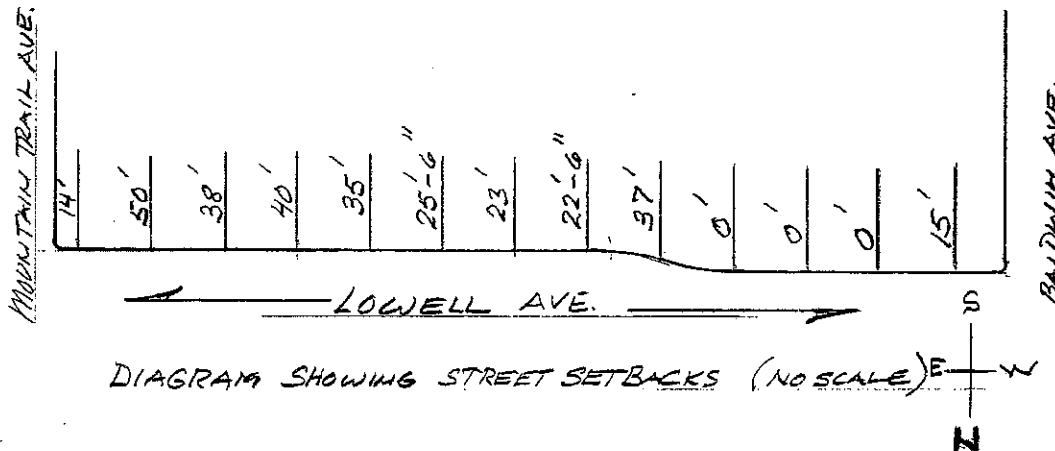 MOUNTAIN TRAIL AVE.
14'
50'
38'
40'
35'
25'-6"
23'
22'-6"
37'
0'
0'
0'
15'
BALDWIN AVE.
LOWELL AVE.
DIAGRAM SHOWING STREET SETBACKS (NO SCALE)
S
E W
N